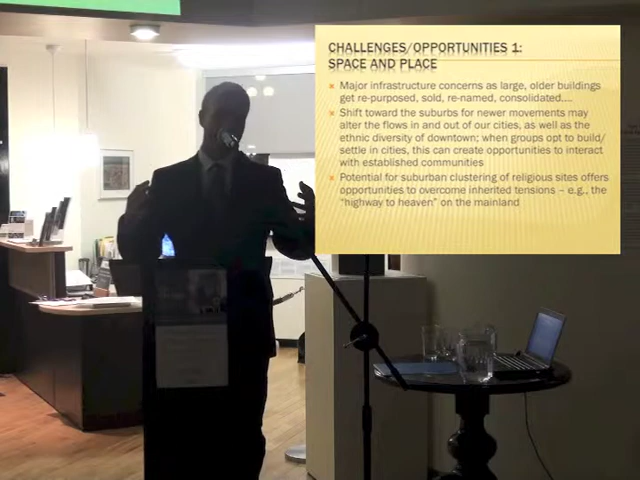 CHALLENGES/OPPORTUNITIES 1:
SPACE AND PLACE
Major infrastructure concerns as large, older buildings
get re-purposed, sold, re-named, consolidated....
Shift toward the suburbs for newer movements may
alter the flows in and out of our cities, as well as the
ethnic diversity of downtown; when groups opt to build/
settle in cities, this can create opportunities to interact
with established communities
Potential for suburban clustering of religious sites offers
opportunities to overcome inherited tensions – e.g., the
"highway to heaven" on the mainland